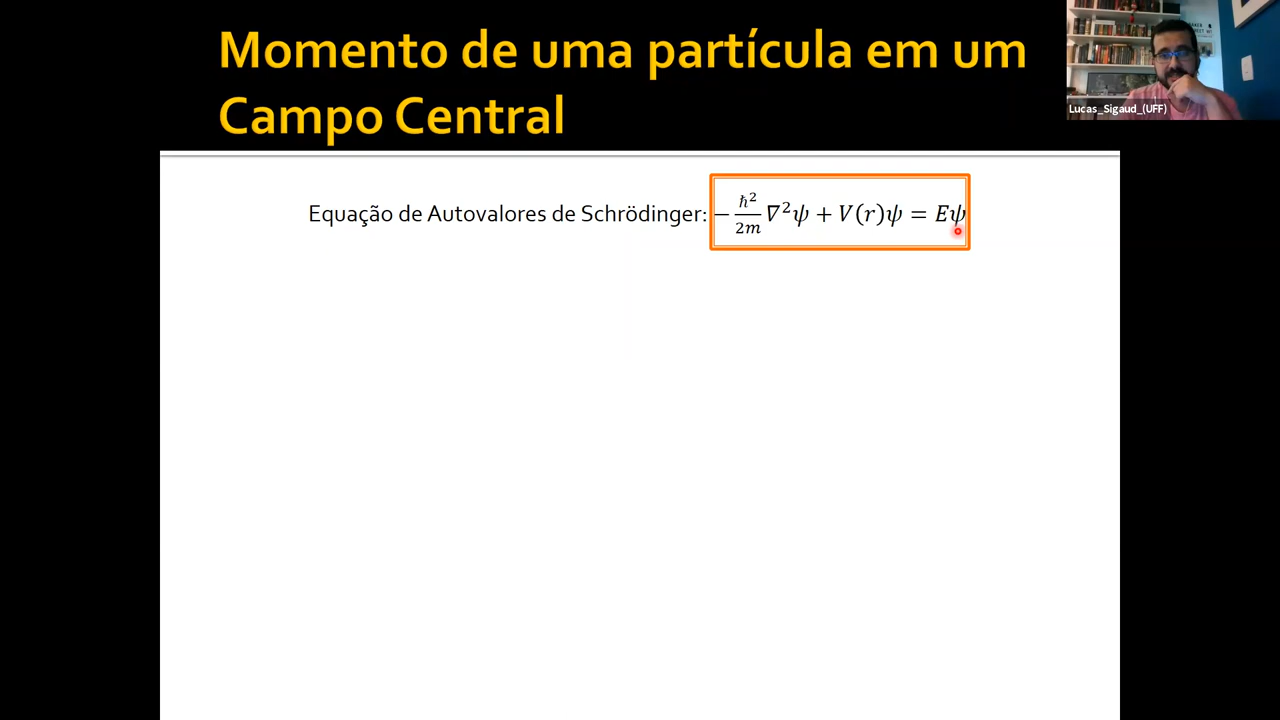 Momento de uma partícula em um
Campo Central
Lucas_Sigaud_(UFF)
Equação de Autovalores de Schrödinger: −ħ²/2m ∇²ψ + V(r)ψ = Eψ